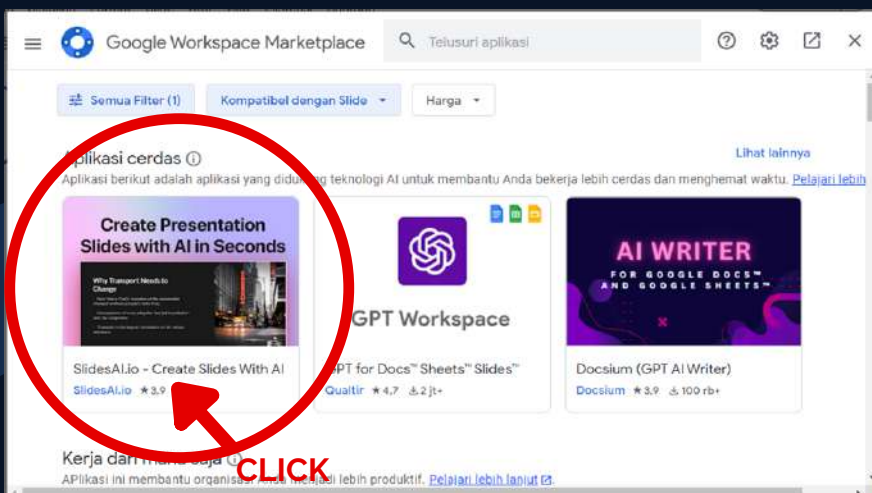 Google Workspace Marketplace
Telusuri aplikasi
Semua Filter (1)
Kompatibel dengan Slide
Harga
Aplikasi cerdas
Lihat lainnya
Aplikasi berikut adalah aplikasi yang didukung teknologi AI untuk membantu Anda bekerja lebih cerdas dan menghemat waktu. Pelajari lebih
Create Presentation
Slides with AI in Seconds
Why Transport Needs to
Change
GPT Workspace
AI WRITER
FOR GOOGLE DOCS™
AND GOOGLE SHEETS™
SlidesAI.io - Create Slides With AI
SlidesAI.io ★3,9
GPT for Docs™ Sheets™ Slides™
Qualtir ★4,7 2 jt+
Docsium (GPT AI Writer)
Docsium ★3,9 100 rb+
CLICK
Kerja dari mana saja
APlikasi ini membantu organisasi Anda menjadi lebih produktif. Pelajari lebih lanjut